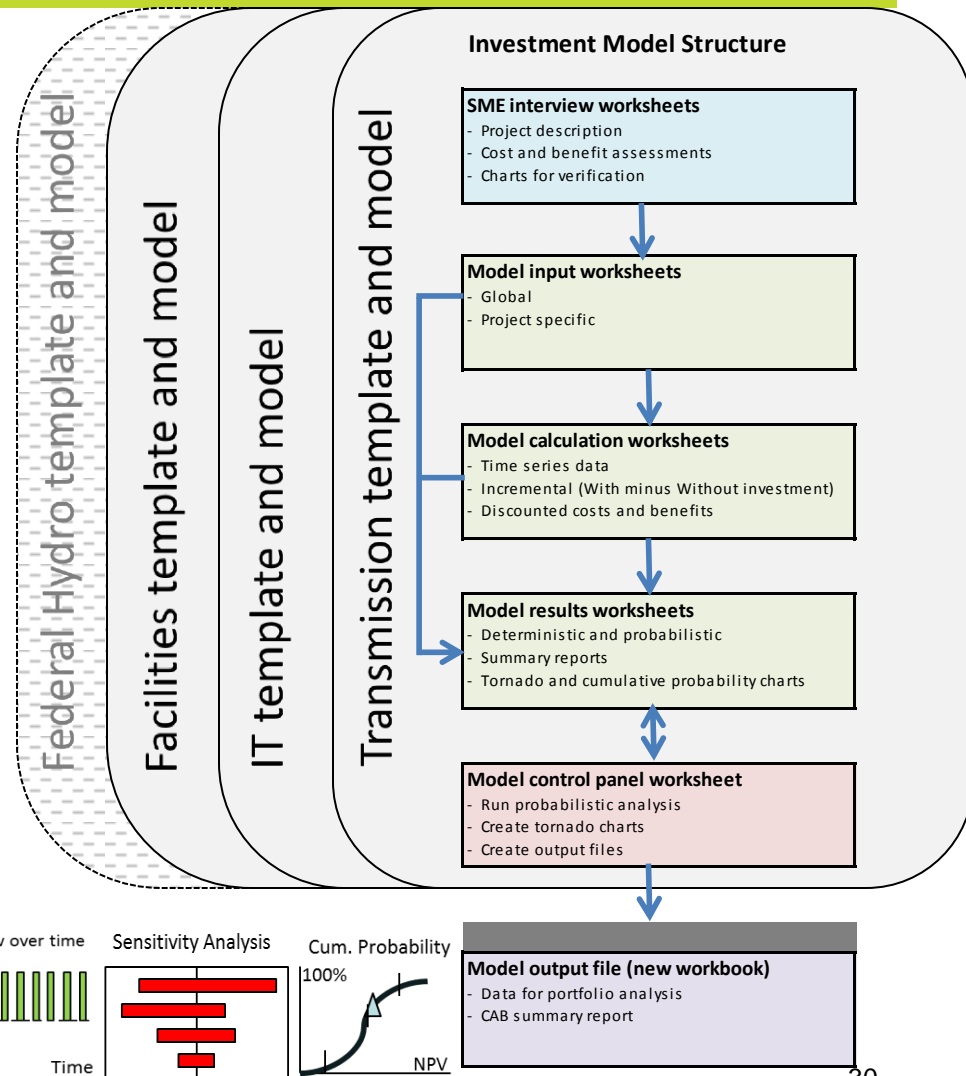 Investment Model Structure
Federal Hydro template and model
Facilities template and model
IT template and model
Transmission template and model
SME interview worksheets
- Project description
- Cost and benefit assessments
- Charts for verification
Model input worksheets
- Global
- Project specific
Model calculation worksheets
- Time series data
- Incremental (With minus Without investment)
- Discounted costs and benefits
Model results worksheets
- Deterministic and probabilistic
- Summary reports
- Tornado and cumulative probability charts
Model control panel worksheet
- Run probabilistic analysis
- Create tornado charts
- Create output files
Model output file (new workbook)
- Data for portfolio analysis
- CAB summary report
over time
Time
Sensitivity Analysis
Cum. Probability
100%
NPV